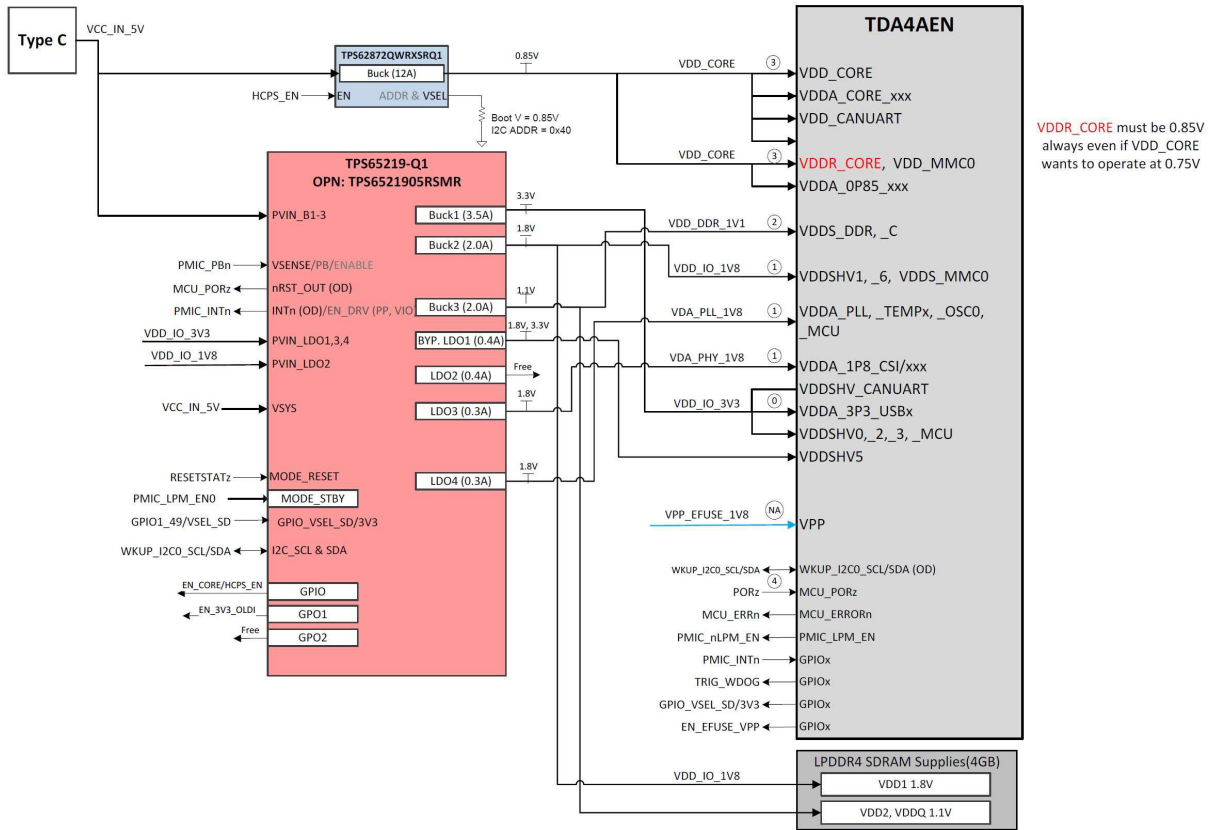 Type C
VCC_IN_5V
TPS62872QWRXSRQ1
Buck (12A)
HCPS_EN
EN
ADDR & VSEL
0.85V
Boot V = 0.85V
I2C ADDR = 0x40
VDD_CORE
3
VDD_CORE
3
TDA4AEN
VDD_CORE
VDDA_CORE_xxx
VDD_CANUART
VDDR_CORE, VDD_MMC0
VDDA_0P85_xxx
VDDR_CORE must be 0.85V
always even if VDD_CORE
wants to operate at 0.75V
TPS65219-Q1
OPN: TPS6521905RSMR
PVIN_B1-3
Buck1 (3.5A)
3.3V
Buck2 (2.0A)
1.8V
PMIC_PBn
VSENSE/PB/ENABLE
MCU_PORz
nRST_OUT (OD)
PMIC_INTn
INTn (OD)/EN_DRV (PP, VIO)
Buck3 (2.0A)
1.1V
VDD_IO_3V3
PVIN_LDO1,3,4
BYP. LDO1 (0.4A)
1.8V, 3.3V
VDD_IO_1V8
PVIN_LDO2
LDO2 (0.4A)
Free
VCC_IN_5V
VSYS
LDO3 (0.3A)
1.8V
RESETSTATz
MODE_RESET
LDO4 (0.3A)
1.8V
PMIC_LPM_EN0
MODE_STBY
GPIO1_49/VSEL_SD
GPIO_VSEL_SD/3V3
WKUP_I2C0_SCL/SDA
I2C_SCL & SDA
EN_CORE/HCPS_EN
GPIO
EN_3V3_OLDI
GPO1
Free
GPO2
VDD_DDR_1V1
2
VDDS_DDR, _C
VDD_IO_1V8
1
VDDSHV1, _6, VDDS_MMC0
VDA_PLL_1V8
1
VDDA_PLL, _TEMPx, _OSC0,
_MCU
VDA_PHY_1V8
1
VDDA_1P8_CSI/xxx
VDDSHV_CANUART
VDD_IO_3V3
0
VDDA_3P3_USBx
VDDSHV0,_2,_3, _MCU
VDDSHV5
VPP_EFUSE_1V8
NA
VPP
WKUP_I2C0_SCL/SDA
WKUP_I2C0_SCL/SDA (OD)
PORz
4
MCU_PORz
MCU_ERRn
MCU_ERRORn
PMIC_nLPM_EN
PMIC_LPM_EN
PMIC_INTn
GPIOx
TRIG_WDOG
GPIOx
GPIO_VSEL_SD/3V3
GPIOx
EN_EFUSE_VPP
GPIOx
LPDDR4 SDRAM Supplies(4GB)
VDD_IO_1V8
VDD1 1.8V
VDD2, VDDQ 1.1V